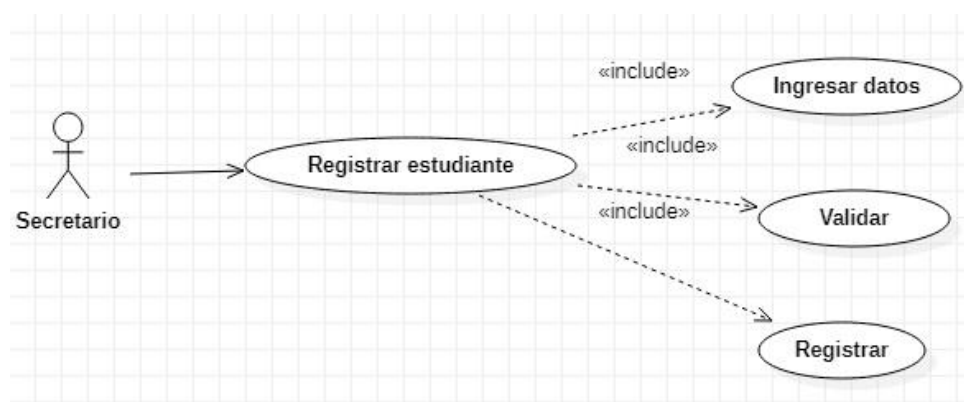 «include»
Ingresar datos
«include»
Registrar estudiante
«include»
Validar
Secretario
Registrar